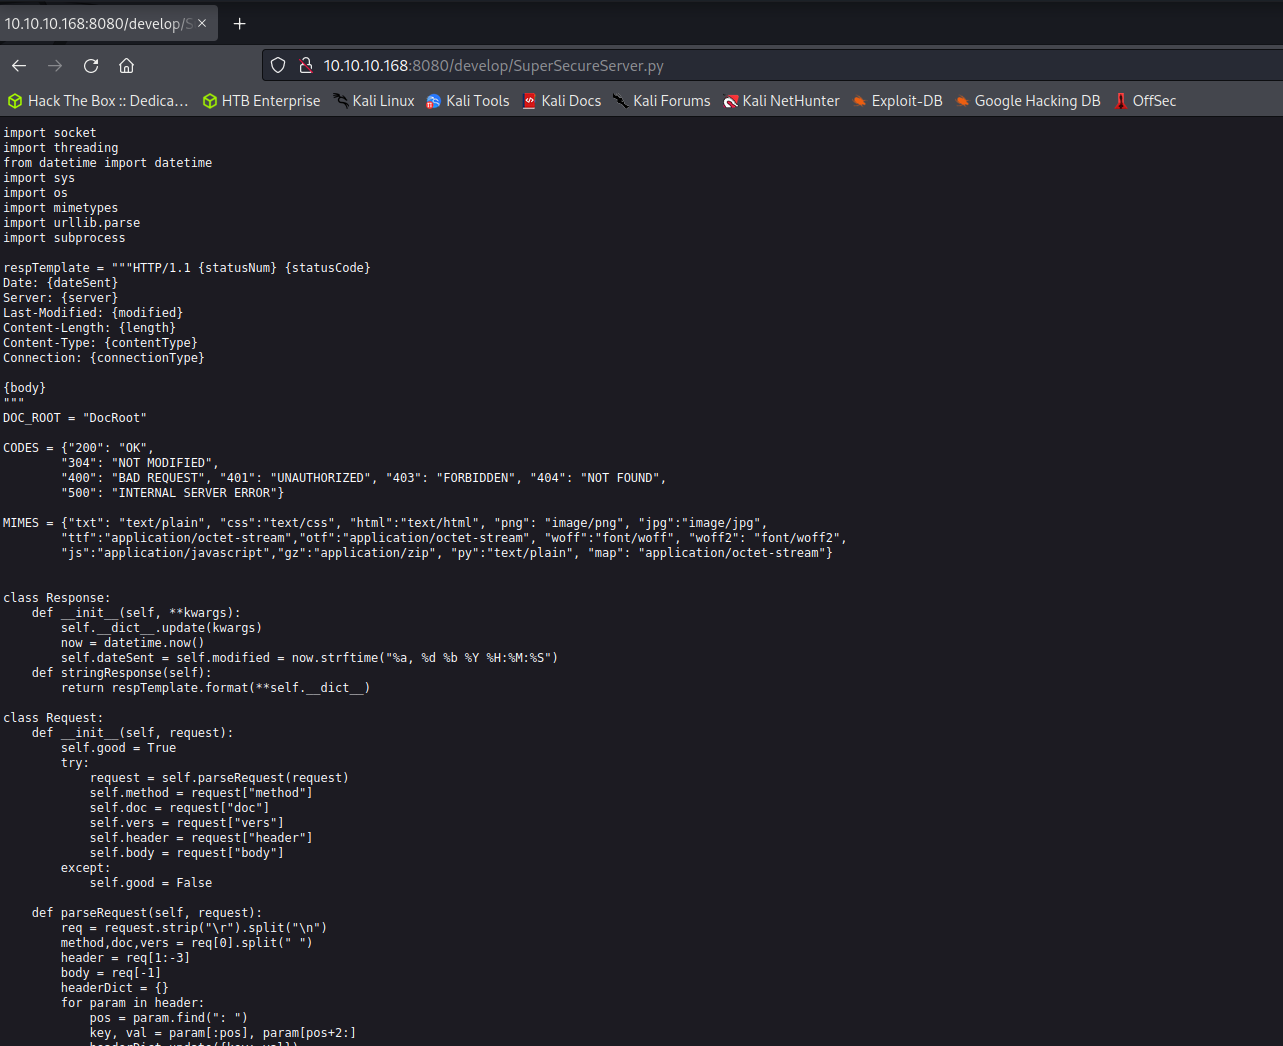 10.10.10.168:8080/develop/S
10.10.10.168:8080/develop/SuperSecureServer.py
Hack The Box :: Dedica… HTB Enterprise Kali Linux Kali Tools Kali Docs Kali Forums Kali NetHunter Exploit-DB Google Hacking DB OffSec
import socket
import threading
from datetime import datetime
import sys
import os
import mimetypes
import urllib.parse
import subprocess

respTemplate = """HTTP/1.1 {statusNum} {statusCode}
Date: {dateSent}
Server: {server}
Last-Modified: {modified}
Content-Length: {length}
Content-Type: {contentType}
Connection: {connectionType}

{body}
"""
DOC_ROOT = "DocRoot"

CODES = {"200": "OK",
        "304": "NOT MODIFIED",
        "400": "BAD REQUEST", "401": "UNAUTHORIZED", "403": "FORBIDDEN", "404": "NOT FOUND",
        "500": "INTERNAL SERVER ERROR"}

MIMES = {"txt": "text/plain", "css":"text/css", "html":"text/html", "png": "image/png", "jpg":"image/jpg",
        "ttf":"application/octet-stream","otf":"application/octet-stream", "woff":"font/woff", "woff2": "font/woff2",
        "js":"application/javascript","gz":"application/zip", "py":"text/plain", "map": "application/octet-stream"}


class Response:
    def __init__(self, **kwargs):
        self.__dict__.update(kwargs)
        now = datetime.now()
        self.dateSent = self.modified = now.strftime("%a, %d %b %Y %H:%M:%S")
    def stringResponse(self):
        return respTemplate.format(**self.__dict__)

class Request:
    def __init__(self, request):
        self.good = True
        try:
            request = self.parseRequest(request)
            self.method = request["method"]
            self.doc = request["doc"]
            self.vers = request["vers"]
            self.header = request["header"]
            self.body = request["body"]
        except:
            self.good = False

    def parseRequest(self, request):
        req = request.strip("\r").split("\n")
        method,doc,vers = req[0].split(" ")
        header = req[1:-3]
        body = req[-1]
        headerDict = {}
        for param in header:
            pos = param.find(": ")
            key, val = param[:pos], param[pos+2:]